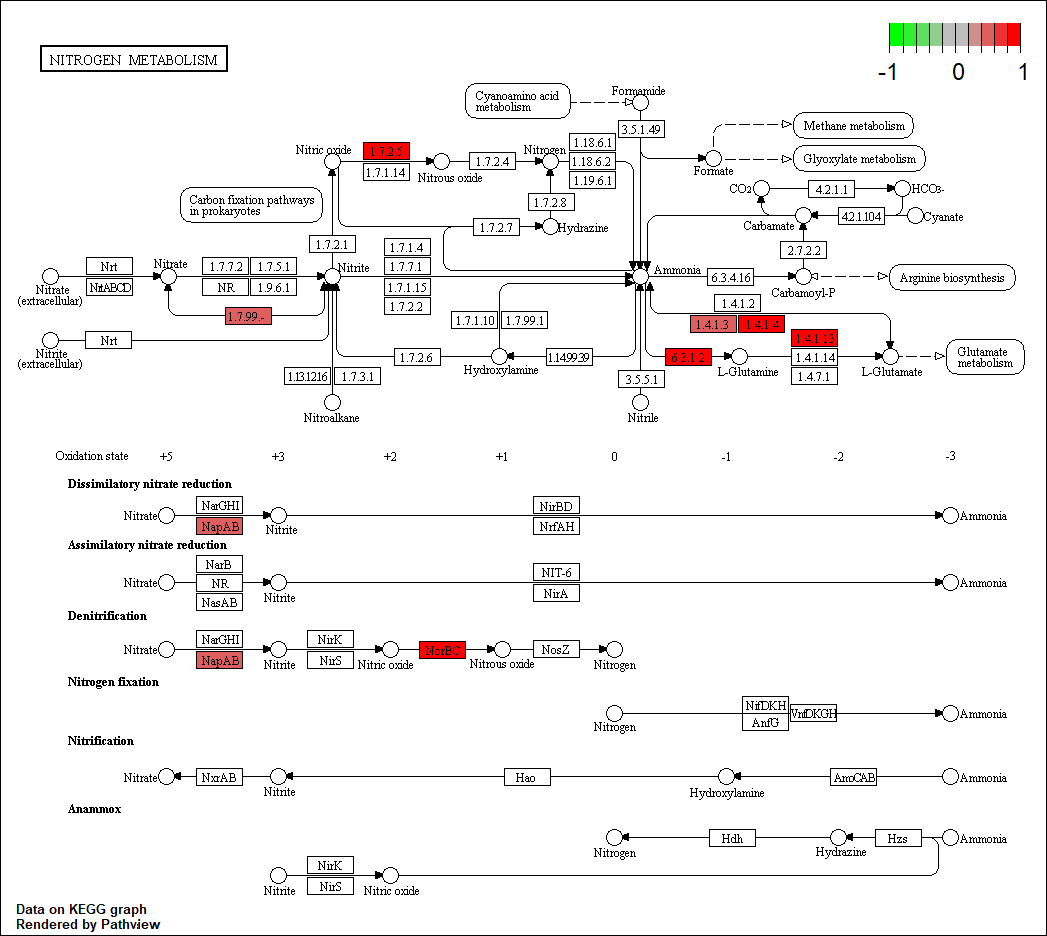 NITROGEN METABOLISM
-1 0 1
Cyanoamino acid
metabolism
Formamide
3.5.1.49
Methane metabolism
Glyoxylate metabolism
Formate
Nitric oxide
1.7.2.5
1.7.1.14
Nitrous oxide
1.7.2.4
Nitrogen
1.18.6.1
1.18.6.2
1.19.6.1
1.7.2.8
1.7.2.7
Hydrazine
Carbon fixation pathways
in prokaryotes
CO2
4.2.1.1
HCO3-
Carbamate
4.2.1.104
Cyanate
2.7.2.2
1.7.2.1
Nrt
NrtABCD
Nitrate
(extracellular)
Nitrate
1.7.7.2
1.7.5.1
NR
1.9.6.1
Nitrite
1.7.1.4
1.7.7.1
1.7.1.15
1.7.2.2
Ammonia
6.3.4.16
Carbamoyl-P
Arginine biosynthesis
1.7.99.-
1.4.1.2
1.4.1.3
1.4.1.4
Nrt
Nitrite
(extracellular)
1.7.1.10
1.7.99.1
1.7.2.6
Hydroxylamine
1.14.99.39
6.3.1.2
L-Glutamine
1.4.1.13
1.4.1.14
1.4.7.1
L-Glutamate
Glutamate
metabolism
1.13.12.16
1.7.3.1
Nitroalkane
3.5.5.1
Nitrile
Oxidation state +5 +3 +2 +1 0 -1 -2 -3
Dissimilatory nitrate reduction
Nitrate
NarGHI
NapAB
Nitrite
NirBD
NrfAH
Ammonia
Assimilatory nitrate reduction
Nitrate
NarB
NR
NasAB
Nitrite
NIT-6
NirA
Ammonia
Denitrification
Nitrate
NarGHI
NapAB
Nitrite
NirK
NirS
Nitric oxide
NorBC
Nitrous oxide
NosZ
Nitrogen
Nitrogen fixation
Nitrogen
NifDKH
AnfG
VnfDKGH
Ammonia
Nitrification
Nitrate
NxrAB
Nitrite
Hao
Hydroxylamine
AmoCAB
Ammonia
Anammox
Nitrogen
Hdh
Hydrazine
Hzs
Ammonia
Nitrite
NirK
NirS
Nitric oxide
Data on KEGG graph
Rendered by Pathview